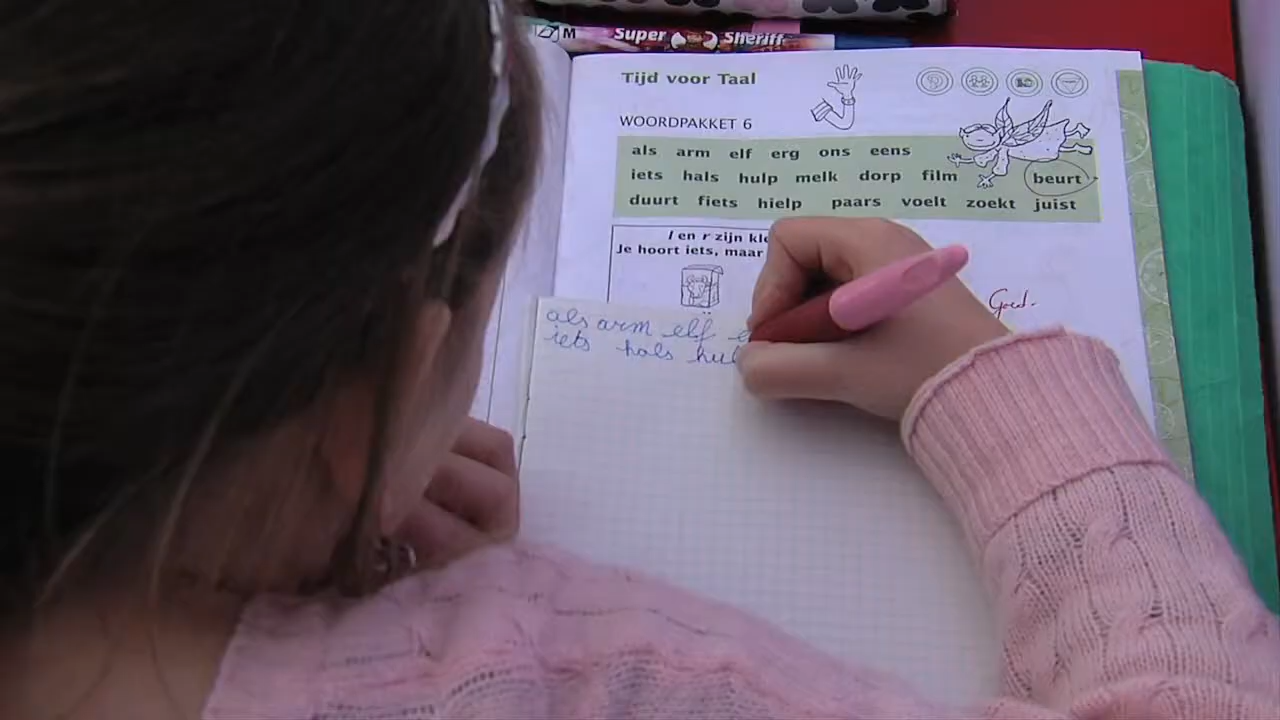 M Super Sheriff
Tijd voor Taal
WOORDPAKKET 6
als arm elf erg ons eens
iets hals hulp melk dorp film beurt
duurt fiets hielp paars voelt zoekt juist
l en r zijn
Je hoort iets, maar
Goed.
als arm elf
iets hals